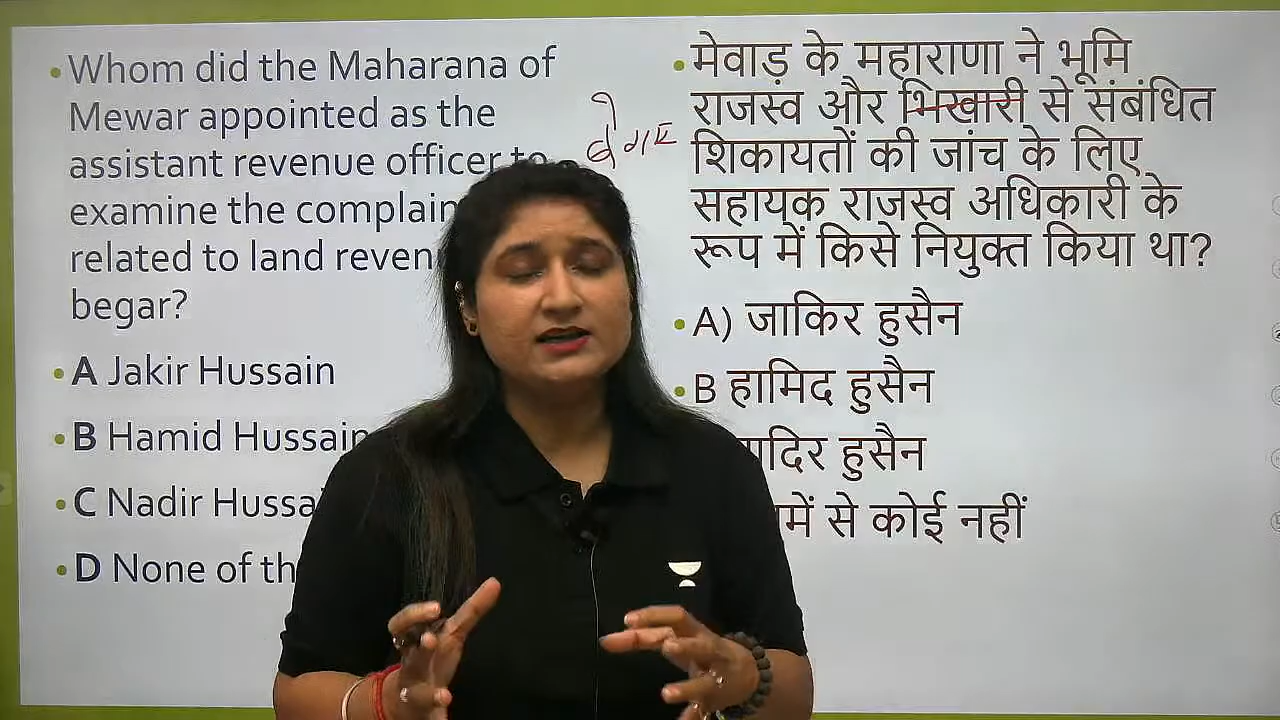 Whom did the Maharana of
Mewar appointed as the
assistant revenue officer to
examine the complain
related to land reven
begar?
A Jakir Hussain
B Hamid Hussain
C Nadir Hussa
D None of th
मेवाड़ के महाराणा ने भूमि
राजस्व और भिखारी से संबंधित
शिकायतों की जांच के लिए
सहायक राजस्व अधिकारी के
रूप में किसे नियुक्त किया था?
A) जाकिर हुसैन
B हामिद हुसैन
ादिर हुसैन
में से कोई नहीं